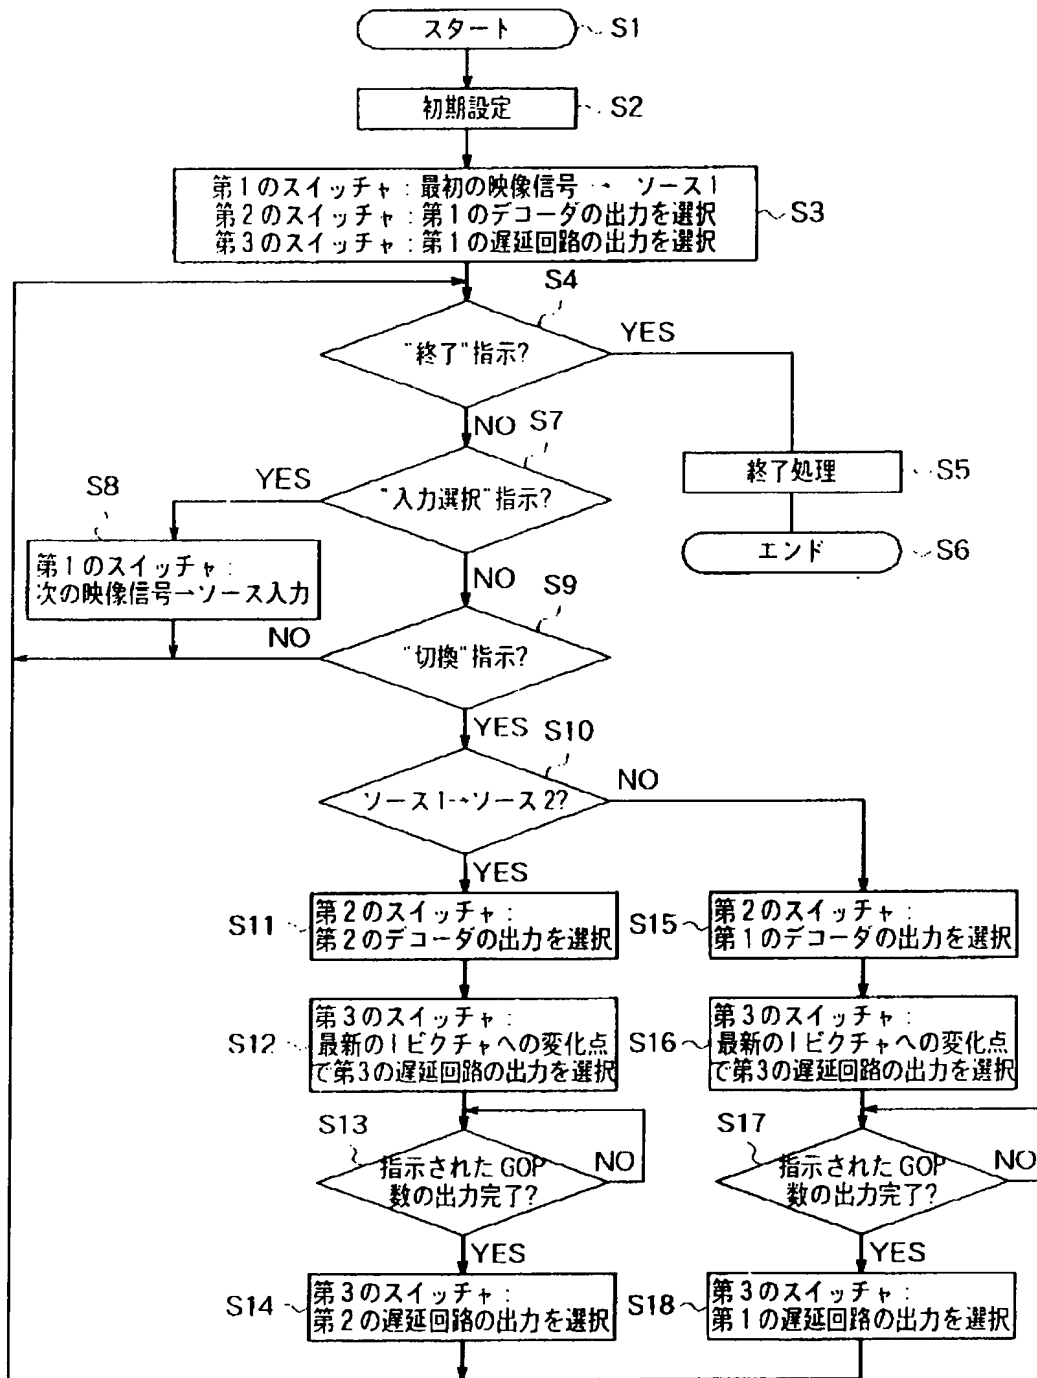 スタート
S1
初期設定
S2
第1のスイッチャ:最初の映像信号→ ソース1
第2のスイッチャ:第1のデコーダの出力を選択
第3のスイッチャ:第1の遅延回路の出力を選択
S3
S4
"終了"指示?
YES
NO
S7
"入力選択"指示?
YES
S8
第1のスイッチャ:
次の映像信号→ソース入力
終了処理
S5
エンド
S6
NO
S9
"切換"指示?
NO
YES
S10
ソース1→ソース2?
NO
YES
S11
第2のスイッチャ:
第2のデコーダの出力を選択
S15
第2のスイッチャ:
第1のデコーダの出力を選択
S12
第3のスイッチャ:
最新のIピクチャへの変化点
で第3の遅延回路の出力を選択
S16
第3のスイッチャ:
最新のIピクチャへの変化点
で第3の遅延回路の出力を選択
S13
指示された GOP
数の出力完了?
NO
YES
S17
指示された GOP
数の出力完了?
NO
YES
S14
第3のスイッチャ:
第2の遅延回路の出力を選択
S18
第3のスイッチャ:
第1の遅延回路の出力を選択